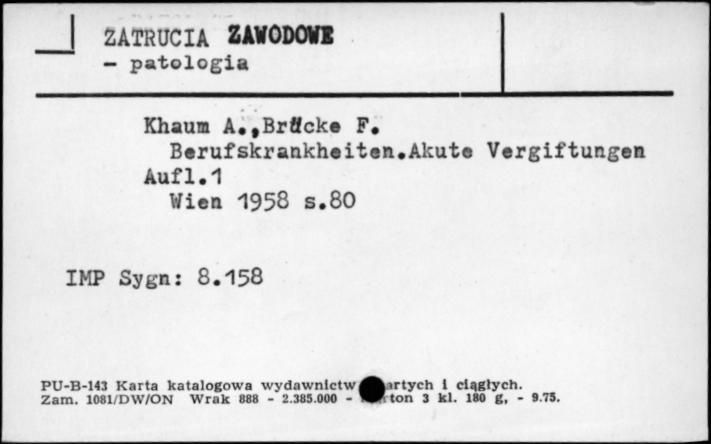 ZATRUCIA ZAWODOWE
- patologia
Khaum A.,Brücke F.
Berufskrankheiten.Akute Vergiftungen
Aufl.1
Wien 1958 s.80
IMP Sygn: 8.158
PU-B-143 Karta katalogowa wydawnictw artych i ciągłych.
Zam. 1081/DW/ON Wrak 888 - 2.385.000 - rton 3 kl. 180 g, - 9.75.